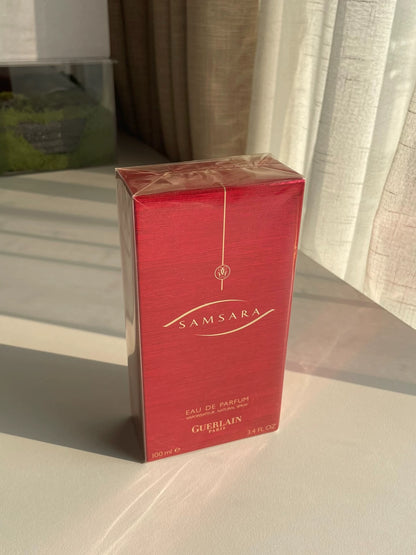 SAMSARA
EAU DE PARFUM
VAPORISATEUR NATURAL SPRAY
GUERLAIN
PARIS
100 ml ℮ 3.4 FL.OZ